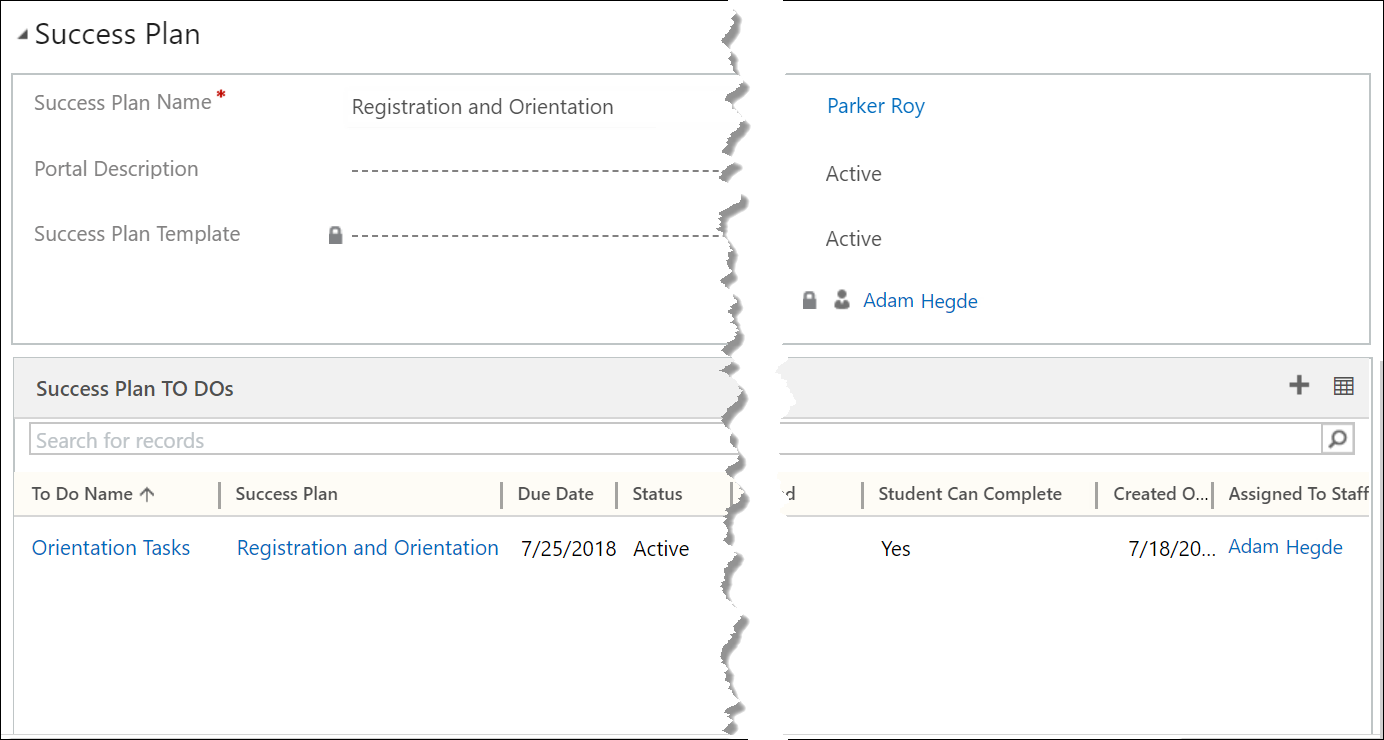 Success Plan
Success Plan Name * Registration and Orientation Parker Roy
Portal Description Active
Success Plan Template Active
Adam Hegde
Success Plan TO DOs
Search for records
To Do Name Success Plan Due Date Status Student Can Complete Created O... Assigned To Staff
Orientation Tasks Registration and Orientation 7/25/2018 Active Yes 7/18/20... Adam Hegde